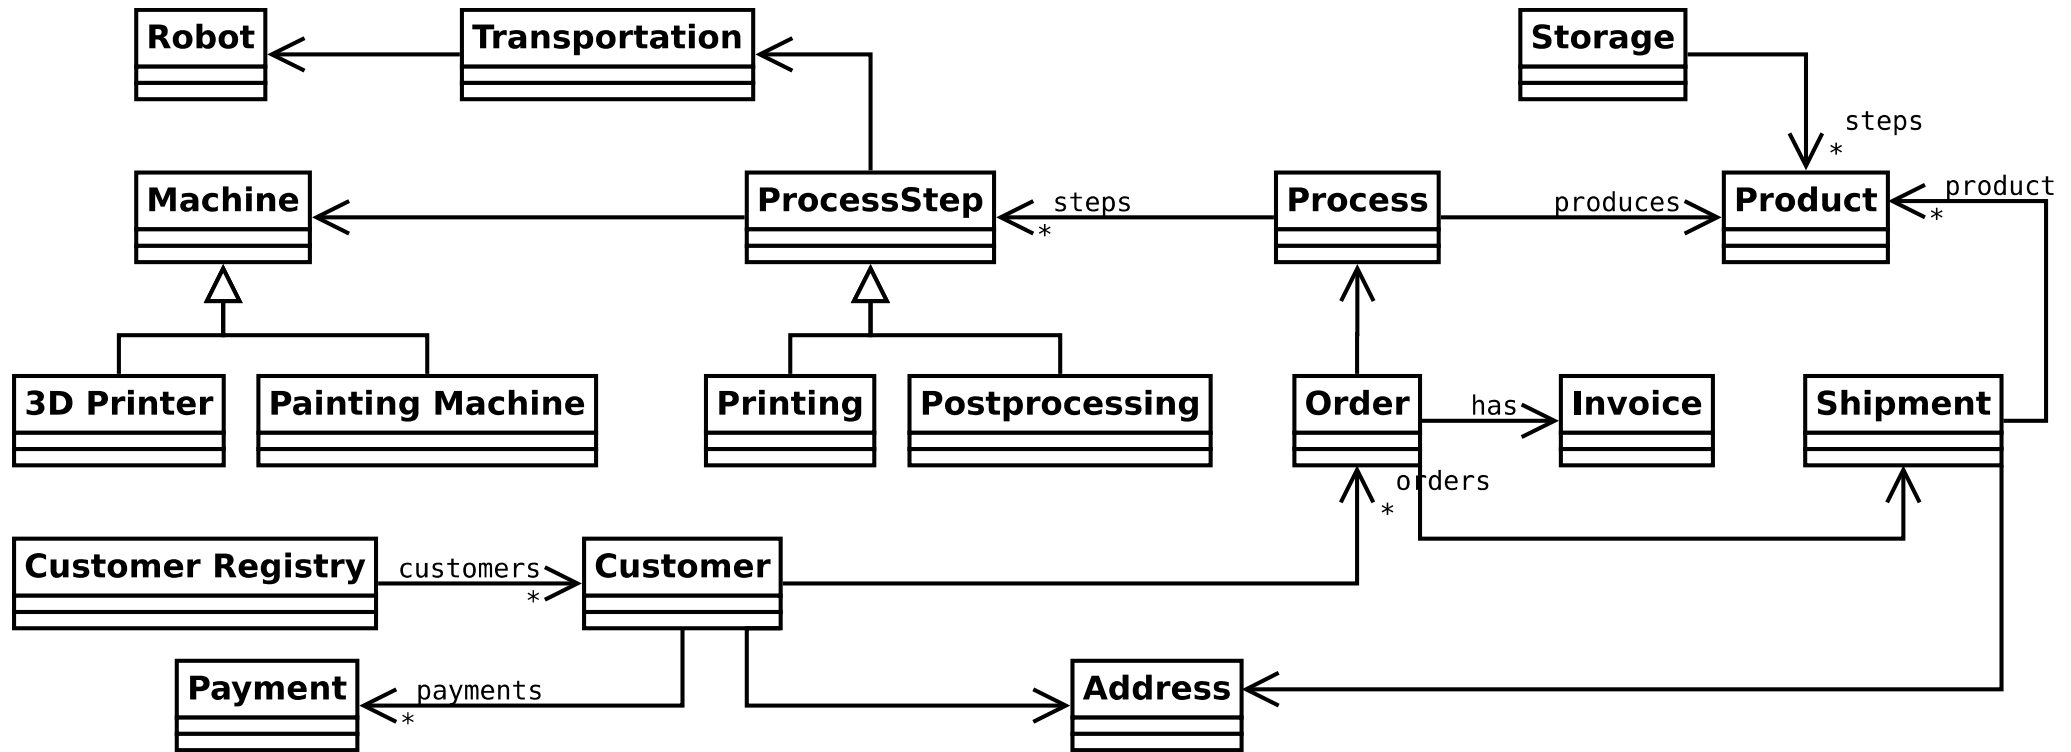 Robot
Transportation
Storage
steps
*
Machine
ProcessStep
steps
*
Process
produces
Product
product
*
3D Printer
Painting Machine
Printing
Postprocessing
Order
has
Invoice
Shipment
orders
*
Customer Registry
customers
*
Customer
Payment
payments
*
Address